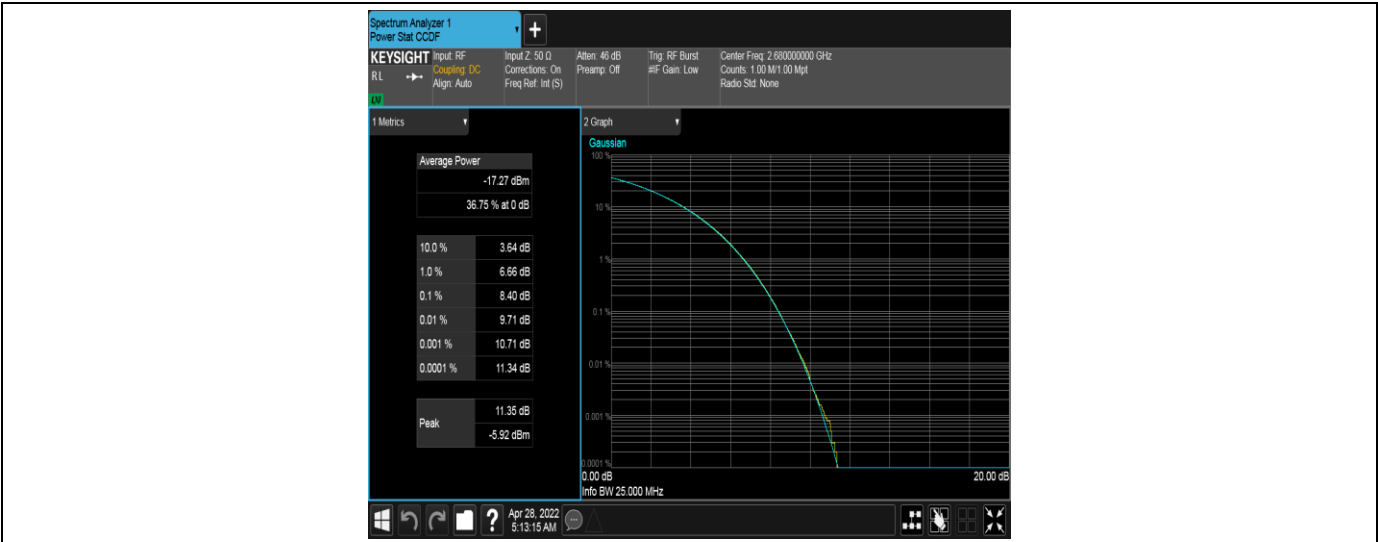 Spectrum Analyzer 1
Power Stat CCDF
+
KEYSIGHT
RL
LXI
Input: RF
Coupling: DC
Align: Auto
Input Z: 50 Ω
Corrections: On
Freq Ref: Int (S)
Atten: 46 dB
Preamp: Off
Trig: RF Burst
#IF Gain: Low
Center Freq: 2.680000000 GHz
Counts: 1.00 M/1.00 Mpt
Radio Std: None
1 Metrics
Average Power
-17.27 dBm
36.75 % at 0 dB
10.0 % 3.64 dB
1.0 % 6.66 dB
0.1 % 8.40 dB
0.01 % 9.71 dB
0.001 % 10.71 dB
0.0001 % 11.34 dB
Peak
11.35 dB
-5.92 dBm
2 Graph
Gaussian
100 %
10 %
1 %
0.1 %
0.01 %
0.001 %
0.0001 %
0.00 dB 20.00 dB
Info BW 25.000 MHz
?
Apr 28, 2022
5:13:15 AM